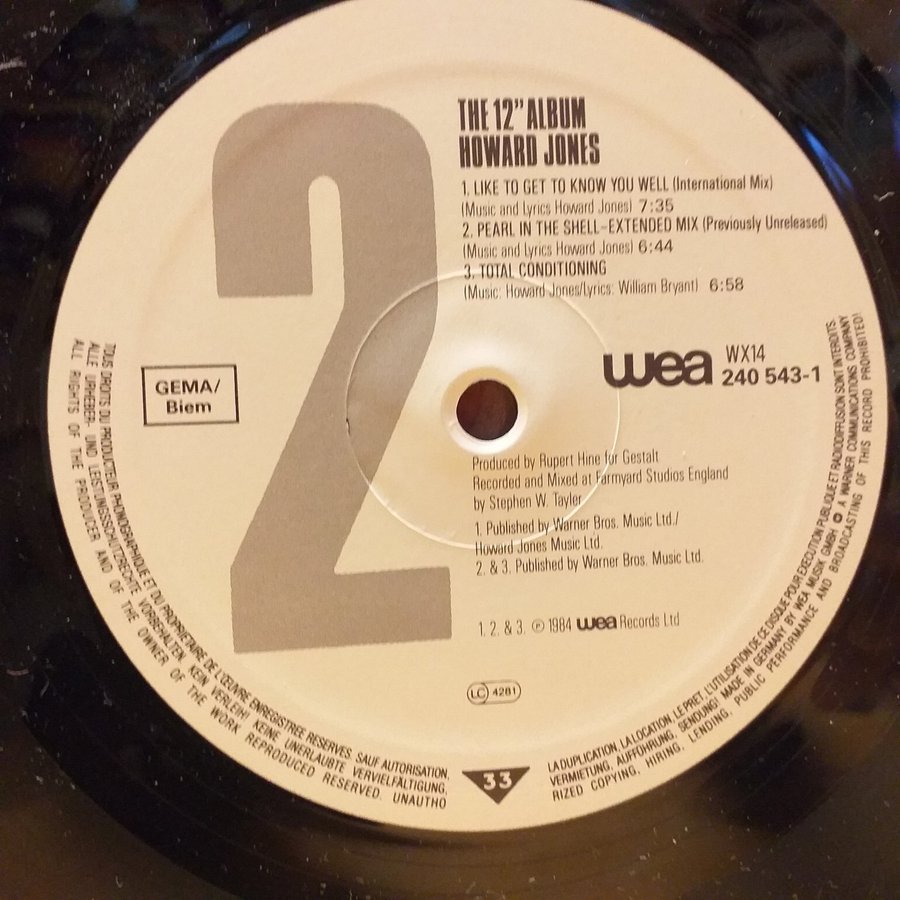 2
THE 12" ALBUM
HOWARD JONES
1. LIKE TO GET TO KNOW YOU WELL (International Mix)
(Music and Lyrics Howard Jones) 7:35
2. PEARL IN THE SHELL–EXTENDED MIX (Previously Unreleased)
(Music and Lyrics Howard Jones) 6:44
3. TOTAL CONDITIONING
(Music: Howard Jones/Lyrics: William Bryant) 6:58
GEMA/
Biem
wea WX14
240 543-1
Produced by Rupert Hine for Gestalt
Recorded and Mixed at Farmyard Studios England
by Stephen W. Tayler
1. Published by Warner Bros. Music Ltd./
Howard Jones Music Ltd.
2. & 3. Published by Warner Bros. Music Ltd.
1. 2. & 3. ℗ 1984 wea Records Ltd
LC 4281
33
TOUS DROITS DU PRODUCTEUR PHONOGRAPHIQUE ET DU PROPRIETAIRE DE L'ŒUVRE ENREGISTREE RESERVES. SAUF AUTORISATION, LA DUPLICATION, LA LOCATION, LE PRET, L'UTILISATION DE CE DISQUE POUR EXECUTION PUBLIQUE ET RADIODIFFUSION SONT INTERDITS.
ALLE URHEBER- UND LEISTUNGSSCHUTZRECHTE VORBEHALTEN. KEIN VERLEIH! KEINE UNERLAUBTE VERVIELFÄLTIGUNG, VERMIETUNG, AUFFÜHRUNG, SENDUNG! MADE IN GERMANY BY WEA MUSIK GMBH A WARNER COMMUNICATIONS COMPANY
ALL RIGHTS OF THE PRODUCER AND OF THE OWNER OF THE WORK REPRODUCED RESERVED. UNAUTHORIZED COPYING, HIRING, LENDING, PUBLIC PERFORMANCE AND BROADCASTING OF THIS RECORD PROHIBITED!